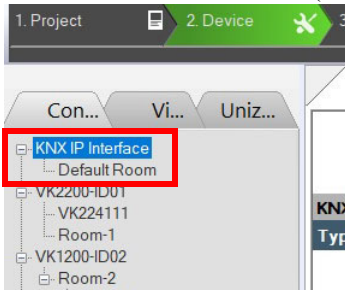 1. Project 2. Device 3
Con... Vi... Uniz...
KNX IP Interface
Default Room
VK2200-ID01
VK224111
Room-1
VK1200-ID02
Room-2
KNX
Typ